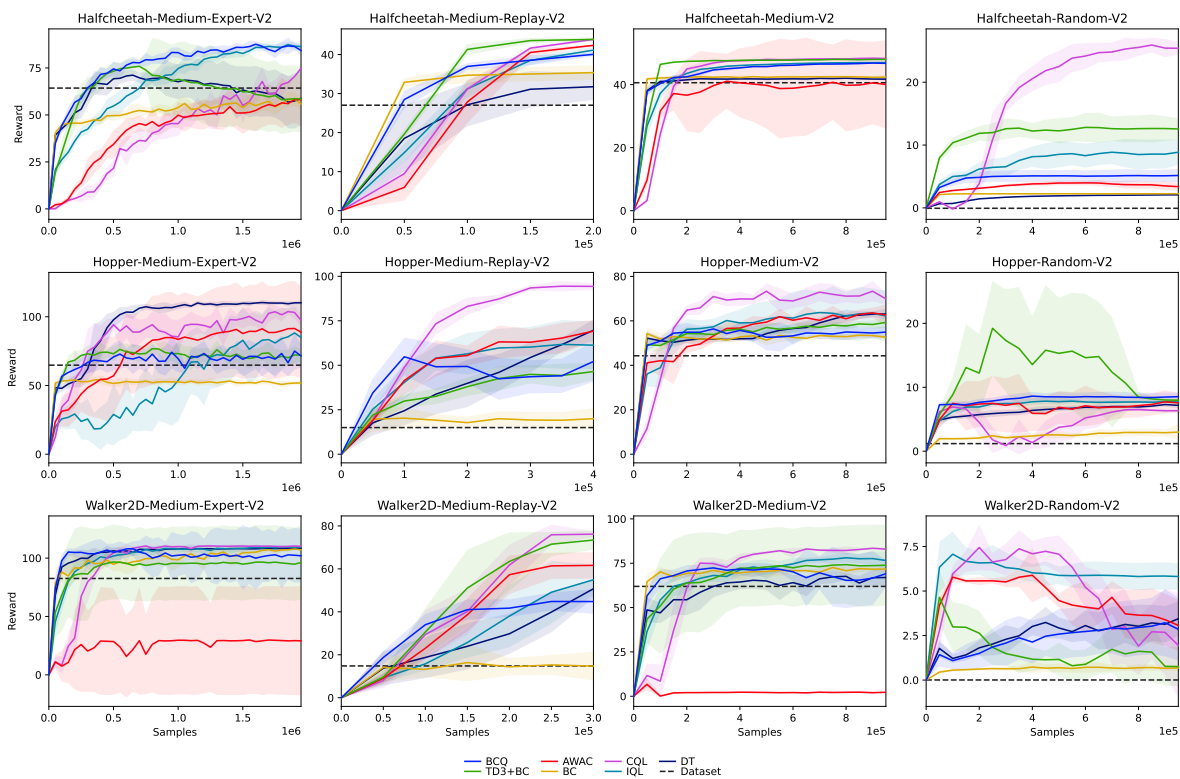 Halfcheetah-Medium-Expert-V2
Halfcheetah-Medium-Replay-V2
Halfcheetah-Medium-V2
Halfcheetah-Random-V2
Reward
75
50
25
0
0.0 0.5 1.0 1.5
1e6
40
30
20
10
0
0.0 0.5 1.0 1.5 2.0
1e5
40
20
0
0 2 4 6 8
1e5
20
10
0
0 2 4 6 8
1e5
Hopper-Medium-Expert-V2
Hopper-Medium-Replay-V2
Hopper-Medium-V2
Hopper-Random-V2
Reward
100
50
0
0.0 0.5 1.0 1.5
1e6
100
75
50
25
0
0 1 2 3 4
1e5
80
60
40
20
0
0 2 4 6 8
1e5
20
10
0
0 2 4 6 8
1e5
Walker2D-Medium-Expert-V2
Walker2D-Medium-Replay-V2
Walker2D-Medium-V2
Walker2D-Random-V2
Reward
100
50
0
0.0 0.5 1.0 1.5
Samples
1e6
80
60
40
20
0
0.0 0.5 1.0 1.5 2.0 2.5 3.0
Samples
1e5
100
75
50
25
0
0 2 4 6 8
Samples
1e5
7.5
5.0
2.5
0.0
0 2 4 6 8
Samples
1e5
BCQ AWAC CQL DT
TD3+BC BC IQL Dataset